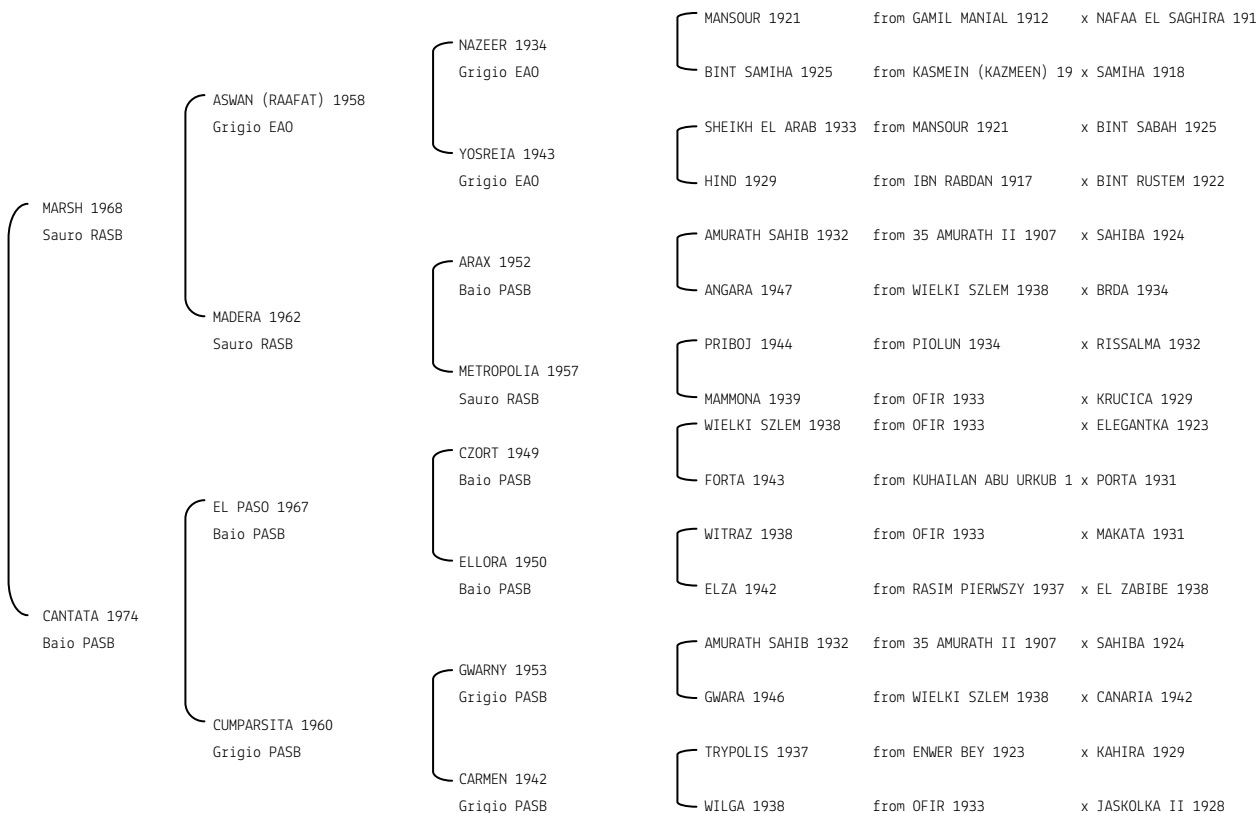 MANSOUR 1921 from GAMIL MANIAL 1912 x NAFAA EL SAGHIRA 191
NAZEER 1934
Grigio EAO
BINT SAMIHA 1925 from KASMEIN (KAZMEEN) 19 x SAMIHA 1918
ASWAN (RAAFAT) 1958
Grigio EAO
SHEIKH EL ARAB 1933 from MANSOUR 1921 x BINT SABAH 1925
YOSREIA 1943
Grigio EAO
HIND 1929 from IBN RABDAN 1917 x BINT RUSTEM 1922
MARSH 1968
Sauro RASB
AMURATH SAHIB 1932 from 35 AMURATH II 1907 x SAHIBA 1924
ARAX 1952
Baio PASB
ANGARA 1947 from WIELKI SZLEM 1938 x BRDA 1934
MADERA 1962
Sauro RASB
PRIBOJ 1944 from PIOLUN 1934 x RISSALMA 1932
METROPOLIA 1957
Sauro RASB
MAMMONA 1939 from OFIR 1933 x KRUCICA 1929
WIELKI SZLEM 1938 from OFIR 1933 x ELEGANTKA 1923
CZORT 1949
Baio PASB
FORTA 1943 from KUHAILAN ABU URKUB 1 x PORTA 1931
EL PASO 1967
Baio PASB
WITRAZ 1938 from OFIR 1933 x MAKATA 1931
ELLORA 1950
Baio PASB
ELZA 1942 from RASIM PIERWSZY 1937 x EL ZABIBE 1938
CANTATA 1974
Baio PASB
AMURATH SAHIB 1932 from 35 AMURATH II 1907 x SAHIBA 1924
GWARNY 1953
Grigio PASB
GWARA 1946 from WIELKI SZLEM 1938 x CANARIA 1942
CUMPARSITA 1960
Grigio PASB
TRYPOLIS 1937 from ENWER BEY 1923 x KAHIRA 1929
CARMEN 1942
Grigio PASB
WILGA 1938 from OFIR 1933 x JASKOLKA II 1928